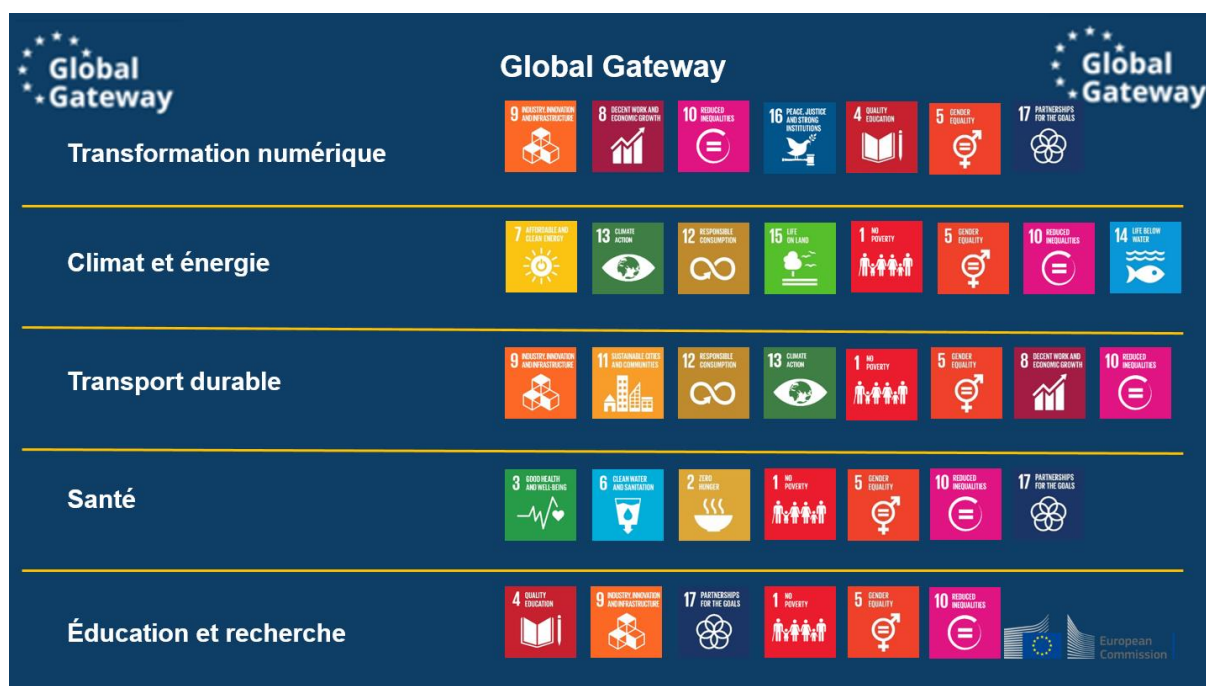 Global
Gateway
Global Gateway
Global
Gateway
Transformation numérique
9 INDUSTRY, INNOVATION
AND INFRASTRUCTURE
8 DECENT WORK AND
ECONOMIC GROWTH
10 REDUCED
INEQUALITIES
16 PEACE, JUSTICE
AND STRONG
INSTITUTIONS
4 QUALITY
EDUCATION
5 GENDER
EQUALITY
17 PARTNERSHIPS
FOR THE GOALS
Climat et énergie
7 AFFORDABLE AND
CLEAN ENERGY
13 CLIMATE
ACTION
12 RESPONSIBLE
CONSUMPTION
15 LIFE
ON LAND
1 NO
POVERTY
5 GENDER
EQUALITY
10 REDUCED
INEQUALITIES
14 LIFE BELOW
WATER
Transport durable
9 INDUSTRY, INNOVATION
AND INFRASTRUCTURE
11 SUSTAINABLE CITIES
AND COMMUNITIES
12 RESPONSIBLE
CONSUMPTION
13 CLIMATE
ACTION
1 NO
POVERTY
5 GENDER
EQUALITY
8 DECENT WORK AND
ECONOMIC GROWTH
10 REDUCED
INEQUALITIES
Santé
3 GOOD HEALTH
AND WELL-BEING
6 CLEAN WATER
AND SANITATION
2 ZERO
HUNGER
1 NO
POVERTY
5 GENDER
EQUALITY
10 REDUCED
INEQUALITIES
17 PARTNERSHIPS
FOR THE GOALS
Éducation et recherche
4 QUALITY
EDUCATION
9 INDUSTRY, INNOVATION
AND INFRASTRUCTURE
17 PARTNERSHIPS
FOR THE GOALS
1 NO
POVERTY
5 GENDER
EQUALITY
10 REDUCED
INEQUALITIES
European
Commission